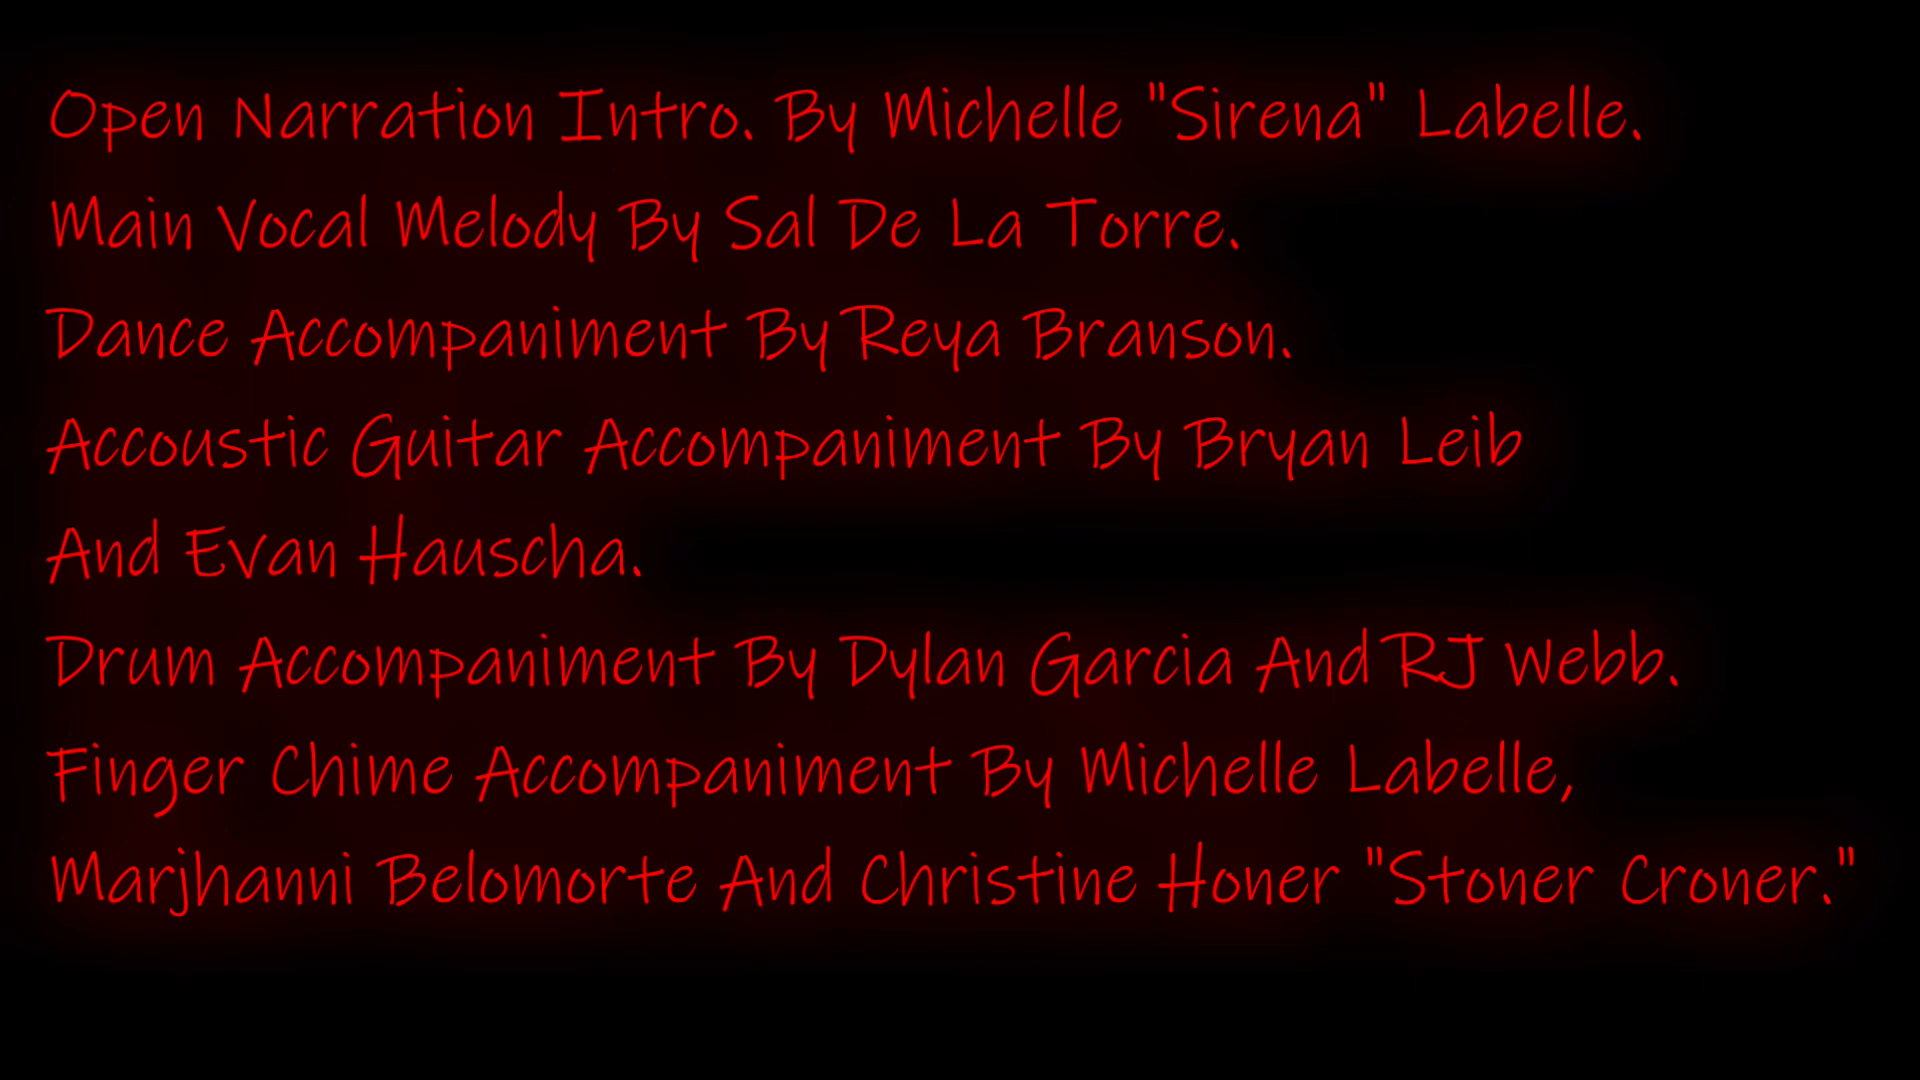 Open Narration Intro. By Michelle "Sirena" Labelle.
Main Vocal Melody By Sal De La Torre.
Dance Accompaniment By Reya Branson.
Accoustic Guitar Accompaniment By Bryan Leib
And Evan Hauscha.
Drum Accompaniment By Dylan Garcia And RJ Webb.
Finger Chime Accompaniment By Michelle Labelle,
Marjhanni Belomorte And Christine Honer "Stoner Croner."